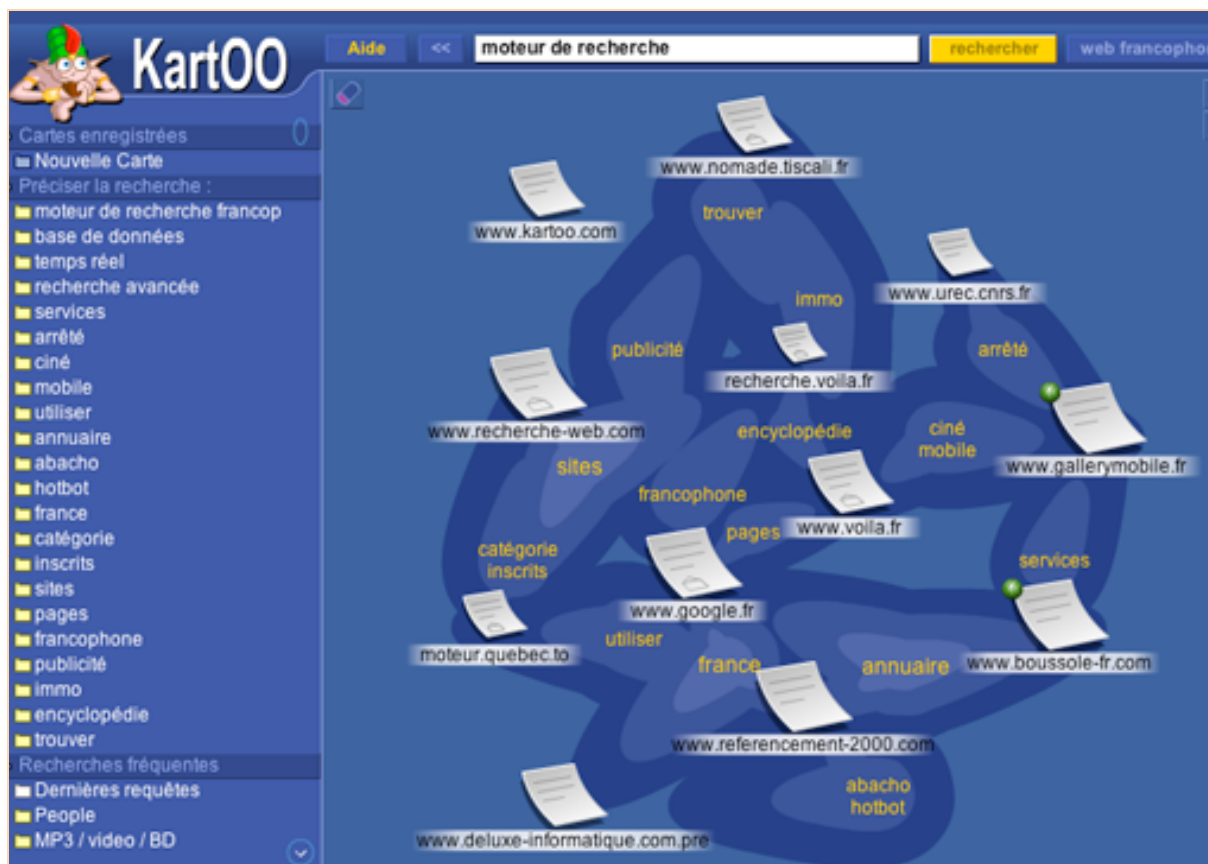 KartOO
Aide
<<
moteur de recherche
rechercher
web francopho
Cartes enregistrées
Nouvelle Carte
Préciser la recherche :
moteur de recherche francop
base de données
temps réel
recherche avancée
services
arrêté
ciné
mobile
utiliser
annuaire
abacho
hotbot
france
catégorie
inscrits
sites
pages
francophone
publicité
immo
encyclopédie
trouver
Recherches fréquentes
Dernières requêtes
People
MP3 / video / BD
www.nomade.tiscali.fr
trouver
www.kartoo.com
www.urec.cnrs.fr
immo
publicité
arrêté
recherche.voila.fr
www.recherche-web.com
encyclopédie
ciné
mobile
www.gallerymobile.fr
sites
francophone
pages
www.voila.fr
catégorie
inscrits
services
www.google.fr
utiliser
moteur.quebec.to
france
annuaire
www.boussole-fr.com
www.referencement-2000.com
abacho
hotbot
www.deluxe-informatique.com.pre